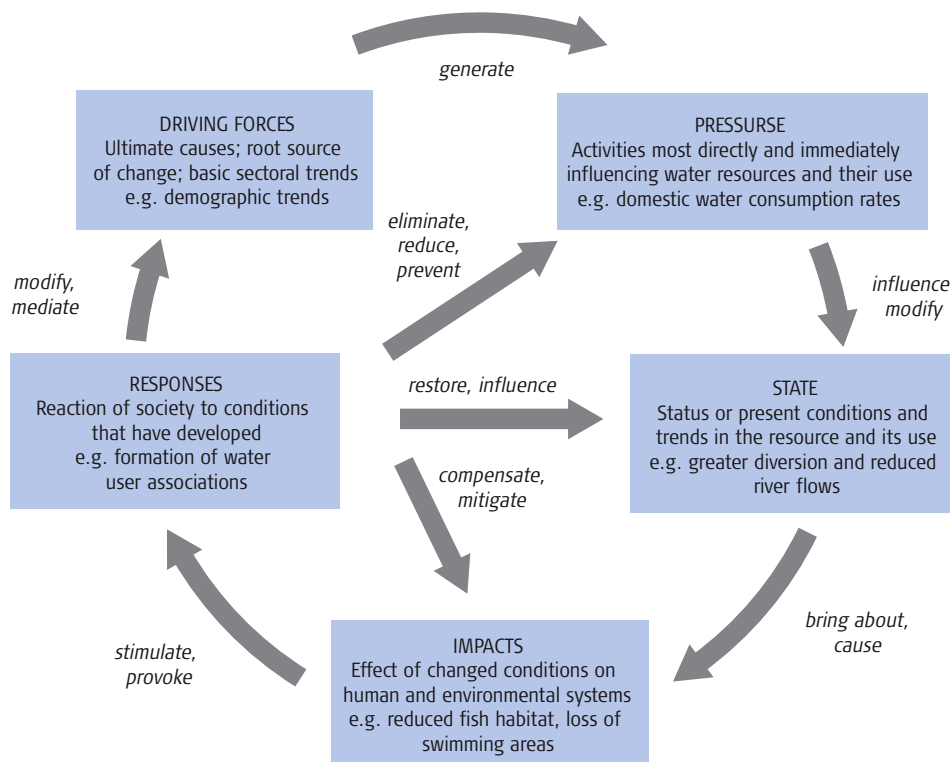 generate
DRIVING FORCES
Ultimate causes; root source
of change; basic sectoral trends
e.g. demographic trends
PRESSURSE
Activities most directly and immediately
influencing water resources and their use
e.g. domestic water consumption rates
eliminate,
reduce,
prevent
modify,
mediate
influence
modify
RESPONSES
Reaction of society to conditions
that have developed
e.g. formation of water
user associations
restore, influence
STATE
Status or present conditions and
trends in the resource and its use
e.g. greater diversion and reduced
river flows
compensate,
mitigate
bring about,
cause
stimulate,
provoke
IMPACTS
Effect of changed conditions on
human and environmental systems
e.g. reduced fish habitat, loss of
swimming areas